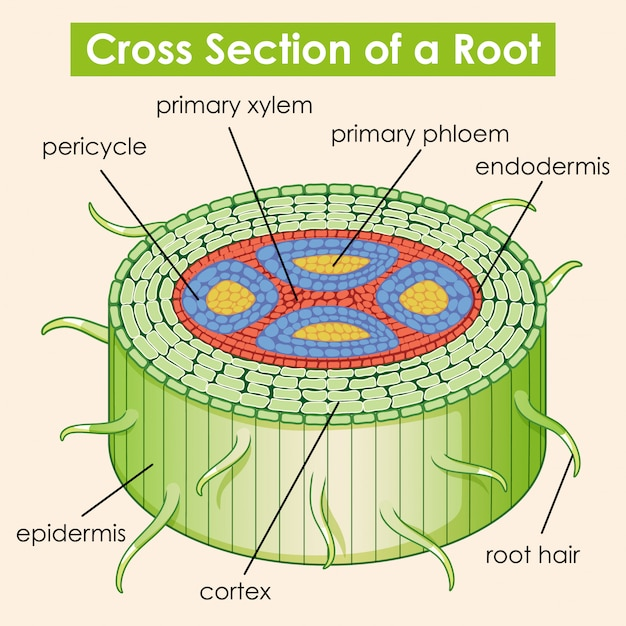 Cross Section of a Root
primary xylem
primary phloem
pericycle
endodermis
epidermis
root hair
cortex